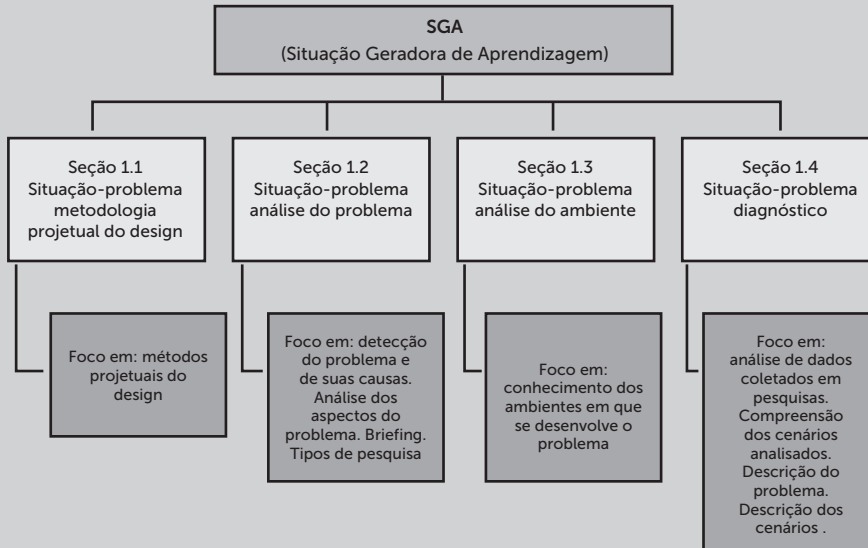 SGA
(Situação Geradora de Aprendizagem)
Seção 1.1
Situação-problema
metodologia
projetual do design
Seção 1.2
Situação-problema
análise do problema
Seção 1.3
Situação-problema
análise do ambiente
Seção 1.4
Situação-problema
diagnóstico
Foco em: métodos
projetuais do
design
Foco em: detecção
do problema e
de suas causas.
Análise dos
aspectos do
problema. Briefing.
Tipos de pesquisa
Foco em:
conhecimento dos
ambientes em que
se desenvolve o
problema
Foco em:
análise de dados
coletados em
pesquisas.
Compreensão
dos cenários
analisados.
Descrição do
problema.
Descrição dos
cenários .